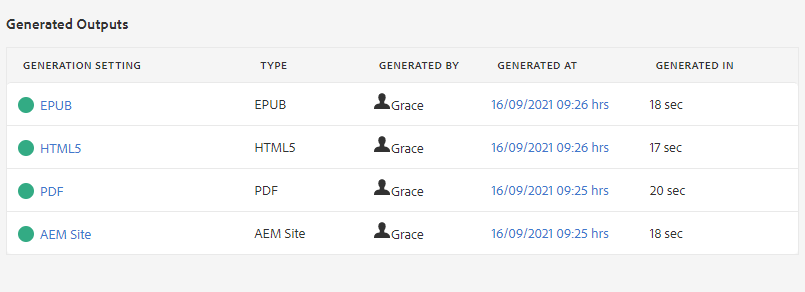 Generated Outputs
GENERATION SETTING TYPE GENERATED BY GENERATED AT GENERATED IN
EPUB EPUB Grace 16/09/2021 09:26 hrs 18 sec
HTML5 HTML5 Grace 16/09/2021 09:26 hrs 17 sec
PDF PDF Grace 16/09/2021 09:25 hrs 20 sec
AEM Site AEM Site Grace 16/09/2021 09:25 hrs 18 sec